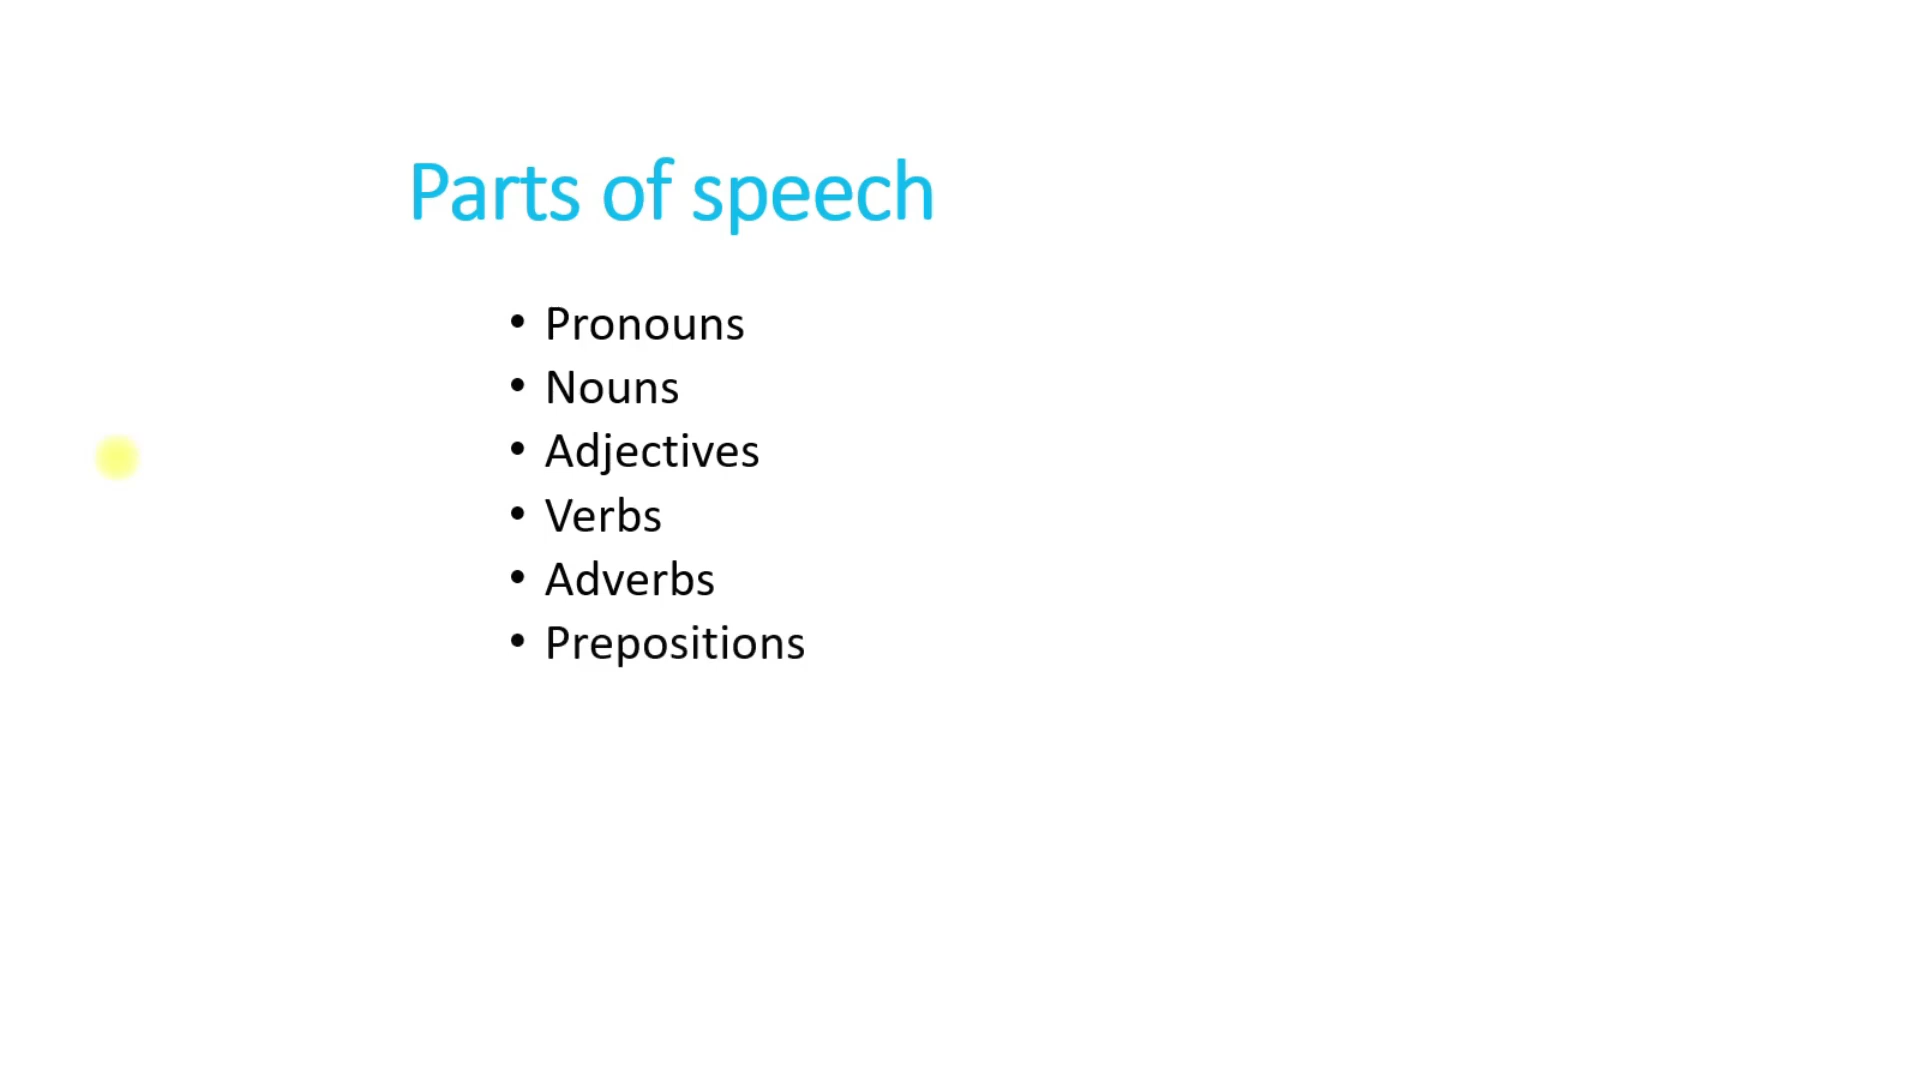 Parts of speech
• Pronouns
• Nouns
• Adjectives
• Verbs
• Adverbs
• Prepositions